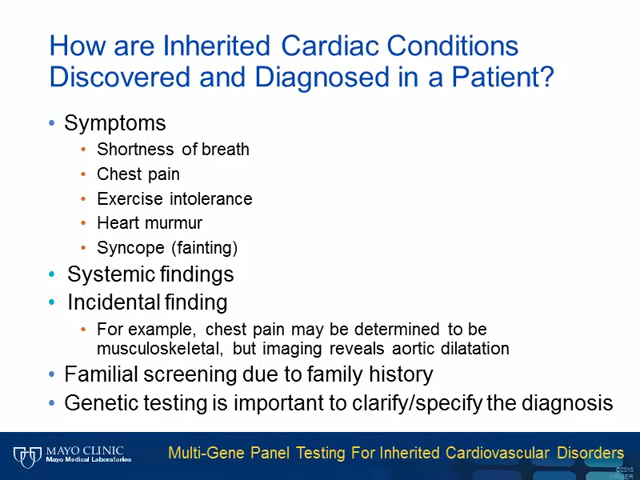 How are Inherited Cardiac Conditions
Discovered and Diagnosed in a Patient?
• Symptoms
• Shortness of breath
• Chest pain
• Exercise intolerance
• Heart murmur
• Syncope (fainting)
• Systemic findings
• Incidental finding
• For example, chest pain may be determined to be
musculoskeletal, but imaging reveals aortic dilatation
• Familial screening due to family history
• Genetic testing is important to clarify/specify the diagnosis
MAYO CLINIC
Mayo Medical Laboratories
Multi-Gene Panel Testing For Inherited Cardiovascular Disorders